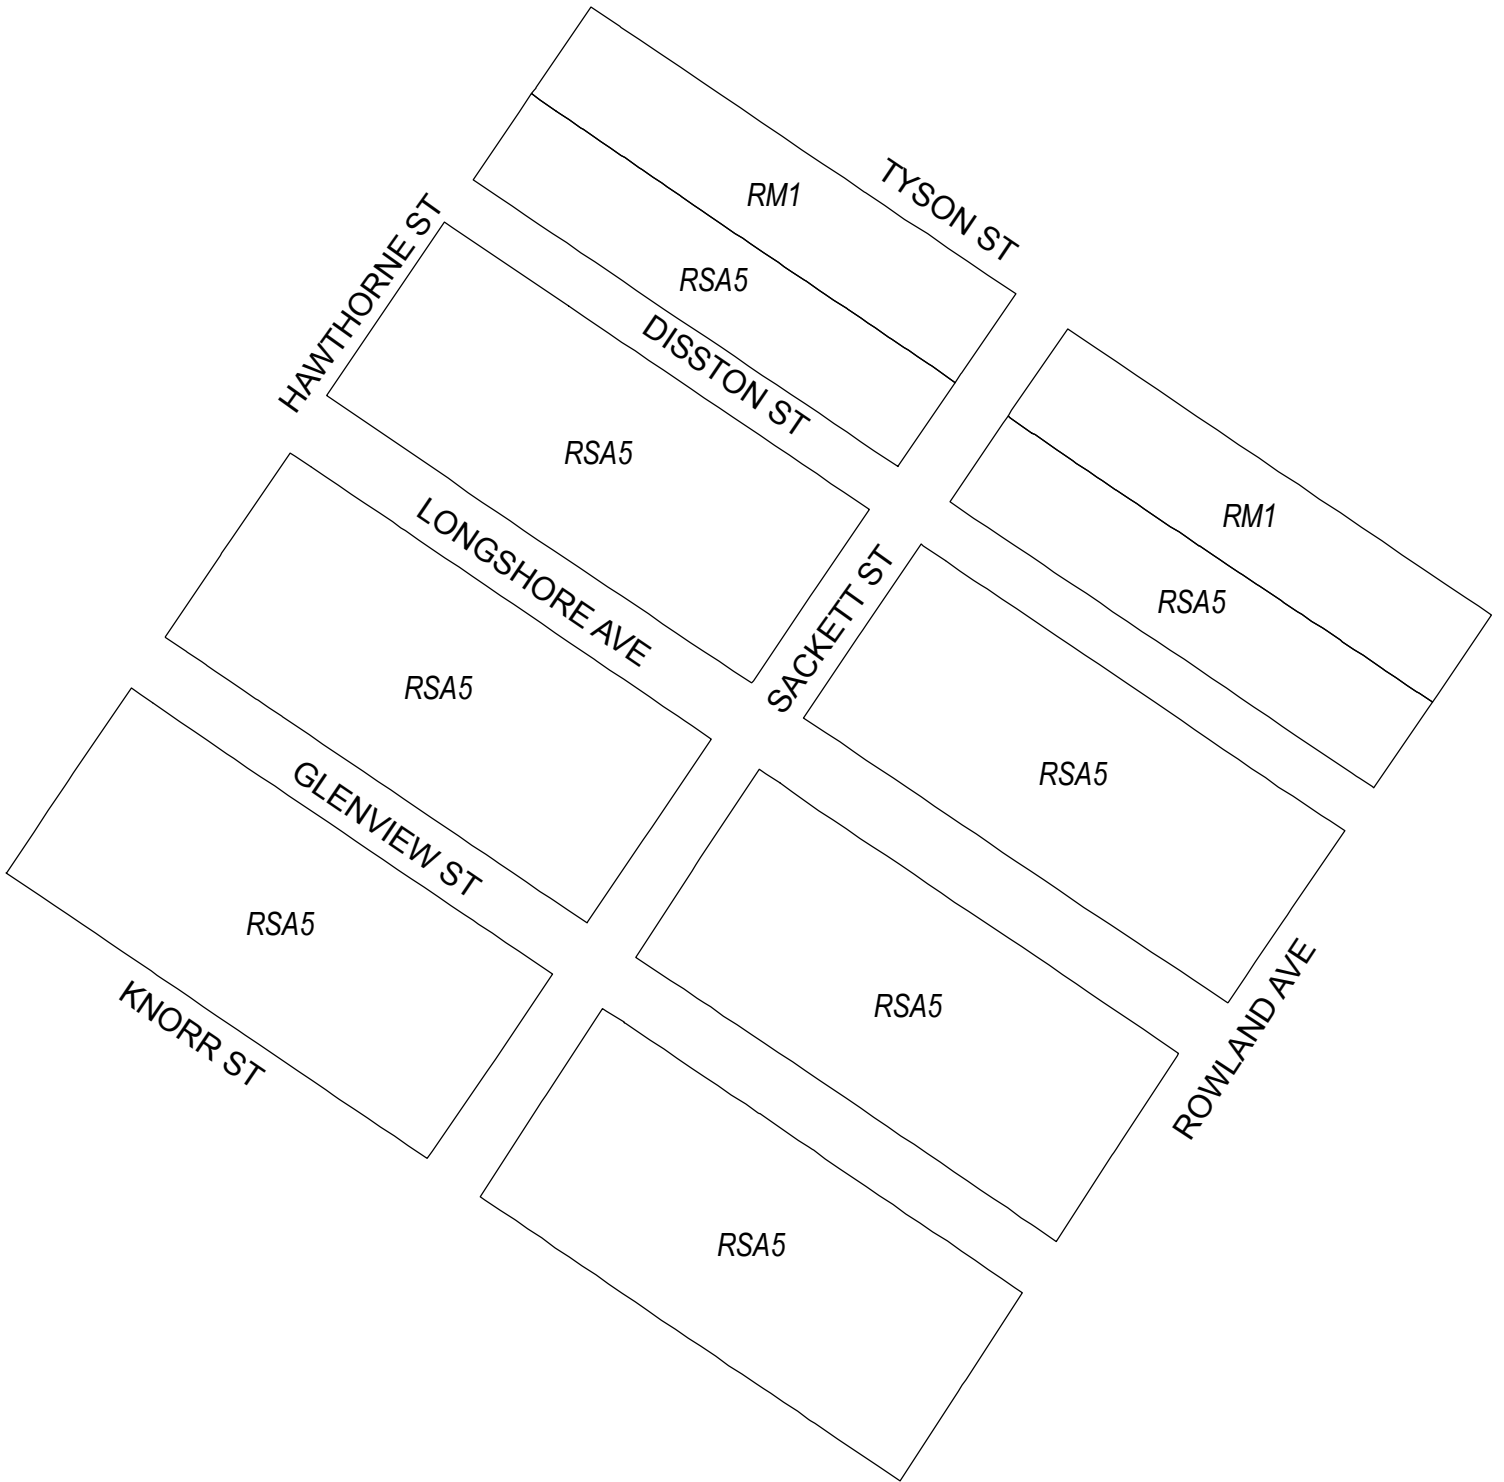 TYSON ST
RM1
HAWTHORNE ST
RSA5
DISSTON ST
RSA5
LONGSHORE AVE
RM1
SACKETT ST
RSA5
RSA5
RSA5
GLENVIEW ST
RSA5
KNORR ST
RSA5
ROWLAND AVE
RSA5